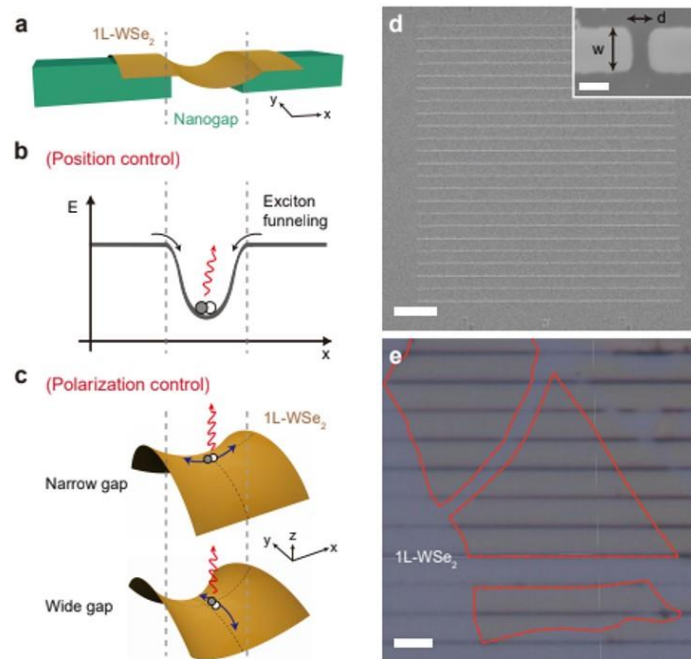 a
1L-WSe₂
Nanogap
y
x
b
(Position control)
E
Exciton
funneling
x
c
(Polarization control)
1L-WSe₂
Narrow gap
z
y
x
Wide gap
d
d
w
e
1L-WSe₂